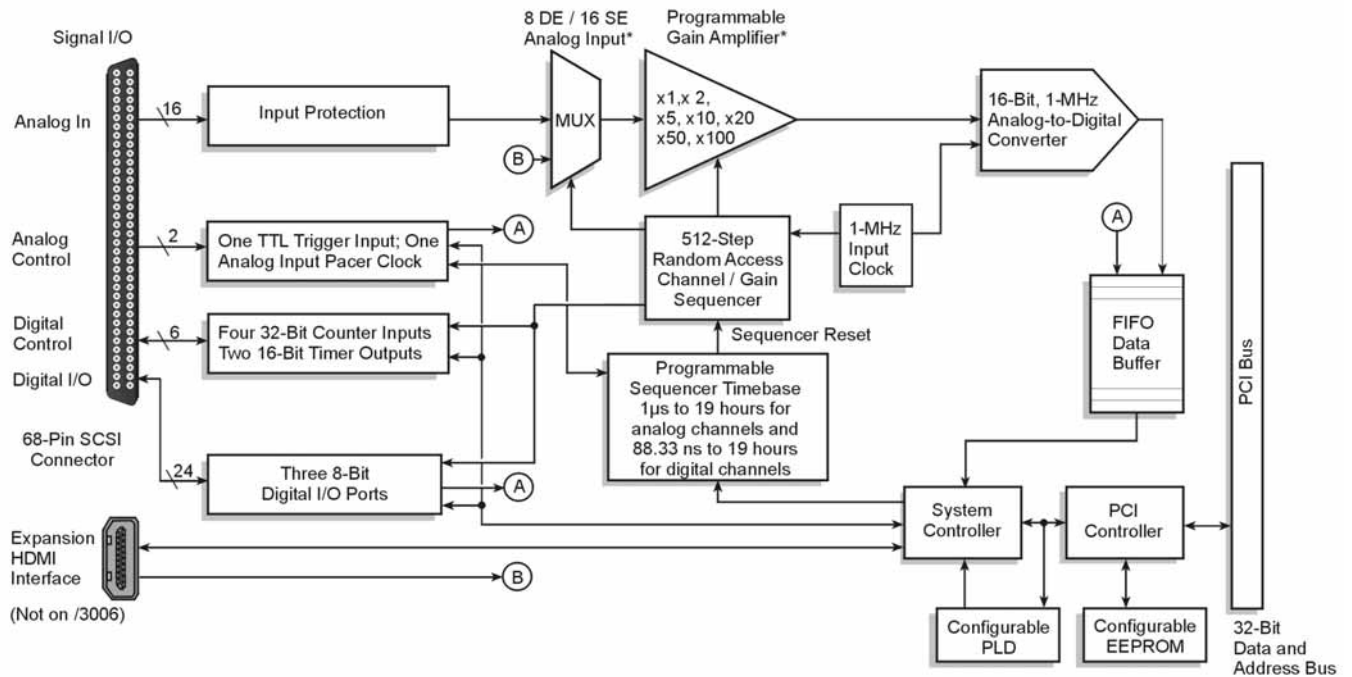 Signal I/O
8 DE / 16 SE
Analog Input*
Programmable
Gain Amplifier*
Analog In
16
Input Protection
MUX
x1,x 2,
x5, x10, x20
x50, x100
16-Bit, 1-MHz
Analog-to-Digital
Converter
B
Analog
Control
2
One TTL Trigger Input; One
Analog Input Pacer Clock
A
512-Step
Random Access
Channel / Gain
Sequencer
1-MHz
Input
Clock
A
Digital
Control
6
Four 32-Bit Counter Inputs
Two 16-Bit Timer Outputs
Sequencer Reset
FIFO
Data
Buffer
PCI Bus
Digital I/O
Programmable
Sequencer Timebase
1µs to 19 hours for
analog channels and
88.33 ns to 19 hours
for digital channels
68-Pin SCSI
Connector
24
Three 8-Bit
Digital I/O Ports
A
System
Controller
PCI
Controller
Expansion
HDMI
Interface
(Not on /3006)
B
Configurable
PLD
Configurable
EEPROM
32-Bit
Data and
Address Bus